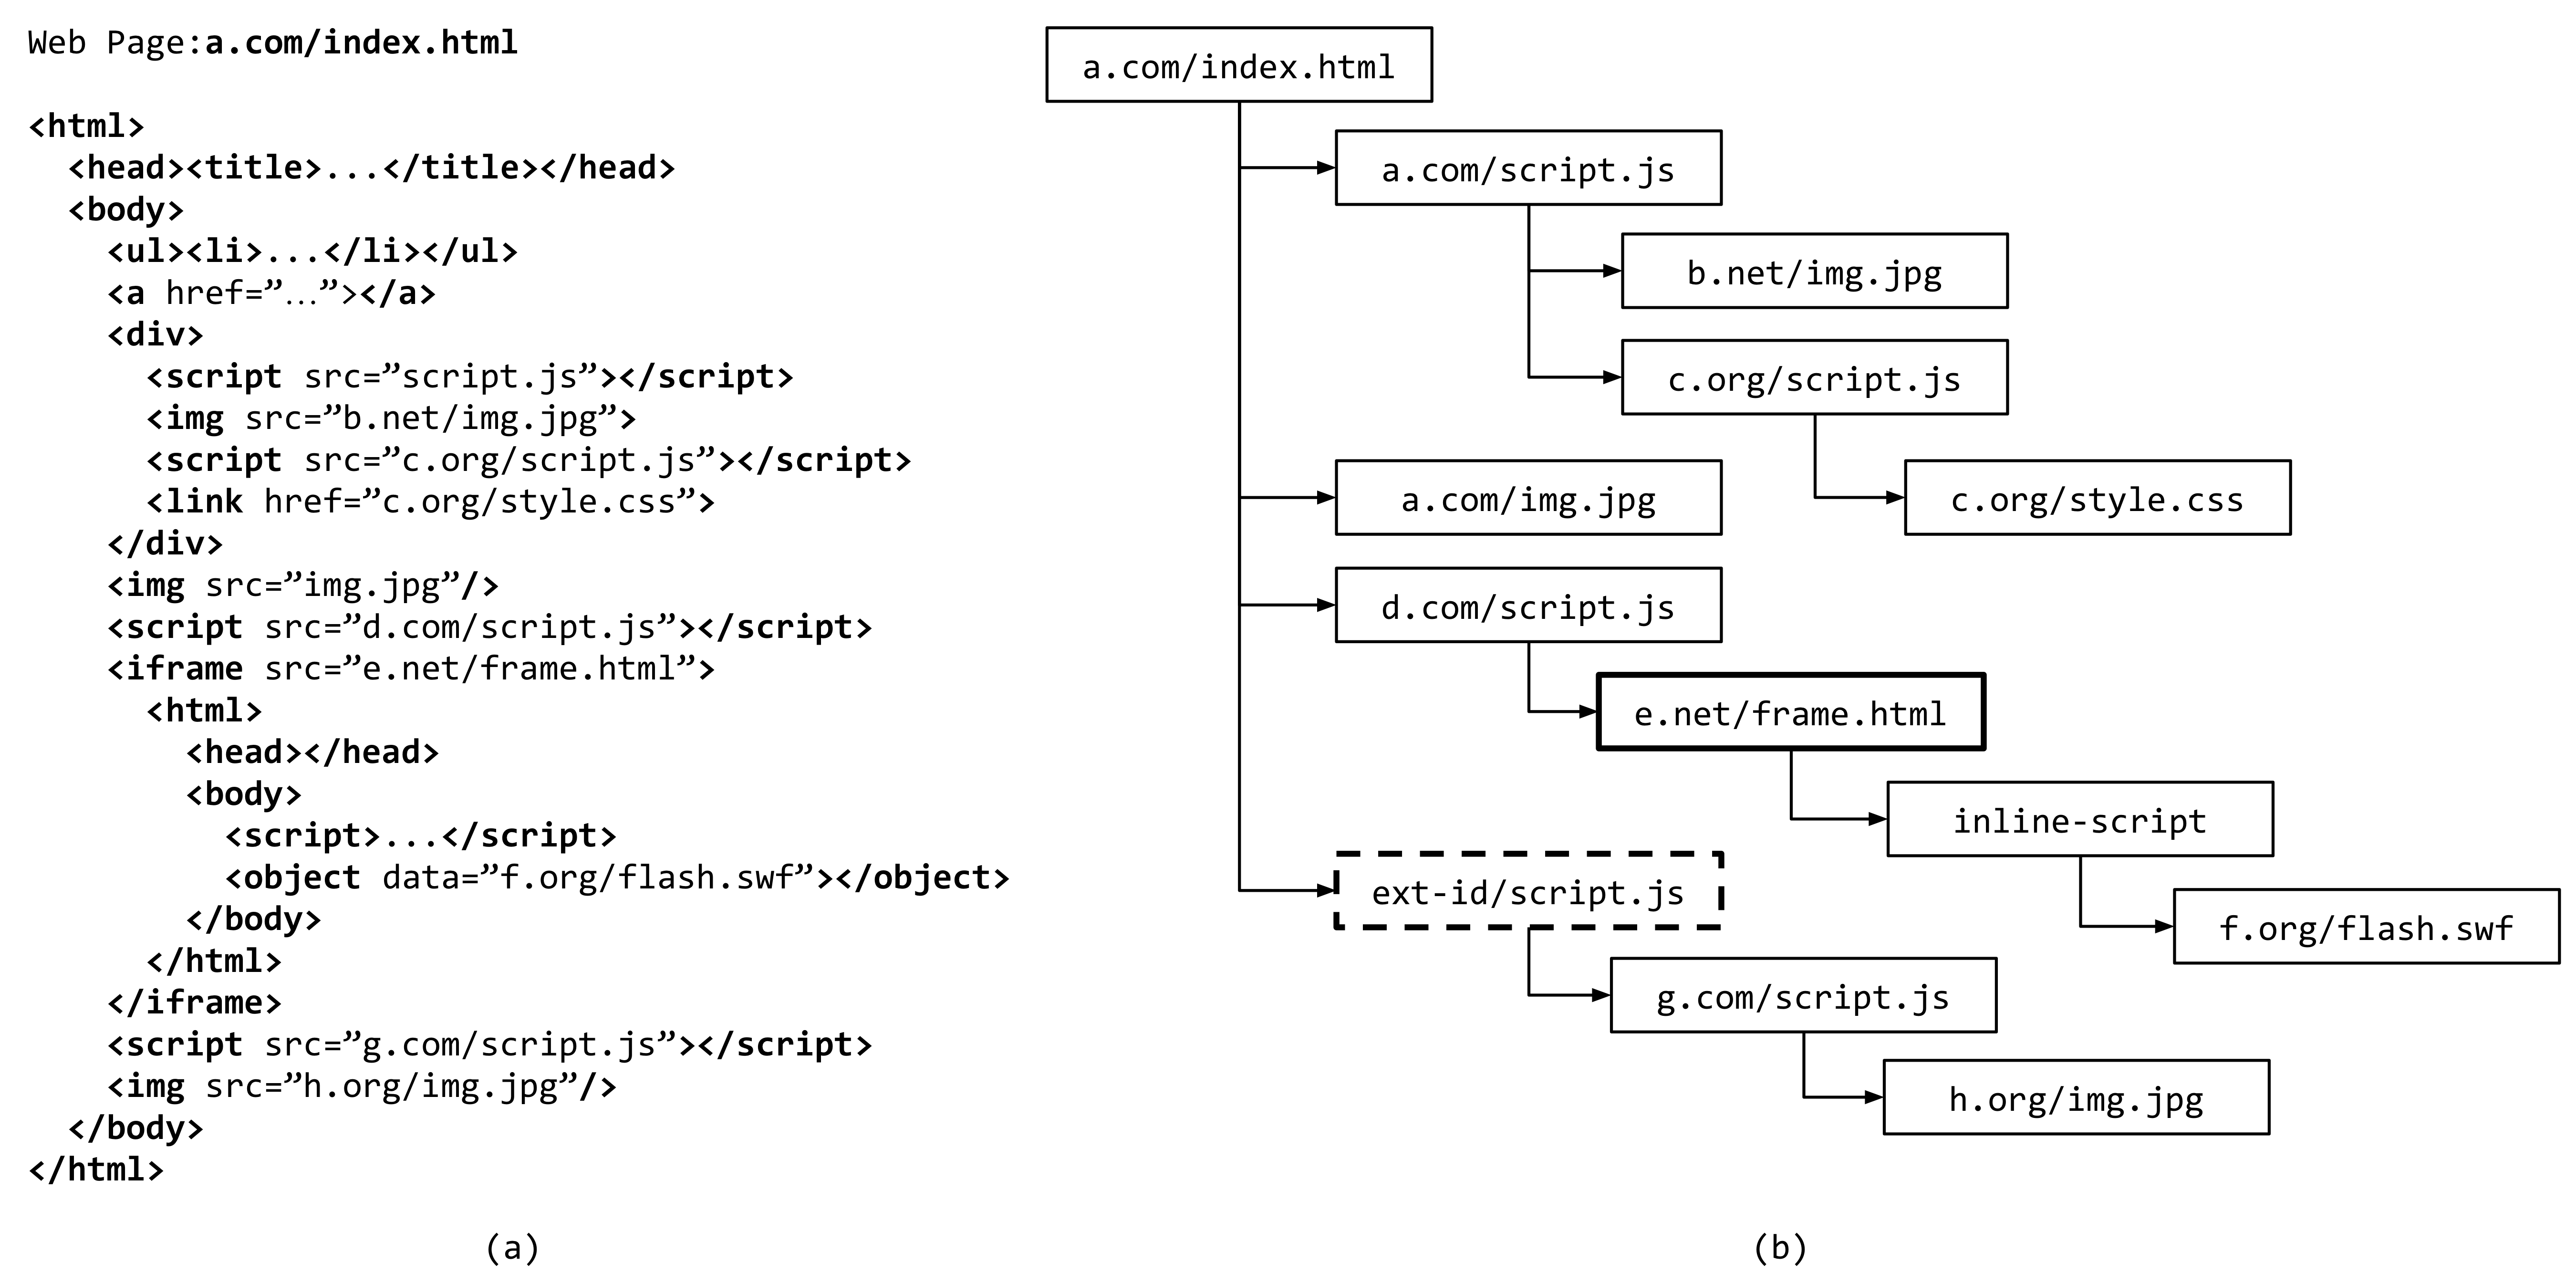 Web Page:a.com/index.html
<html>
<head><title>...</title></head>
<body>
<ul><li>...</li></ul>
<a href=”…”></a>
<div>
<script src=”script.js”></script>
<img src=”b.net/img.jpg”>
<script src=”c.org/script.js”></script>
<link href=”c.org/style.css”>
</div>
<img src=”img.jpg”/>
<script src=”d.com/script.js”></script>
<iframe src=”e.net/frame.html”>
<html>
<head></head>
<body>
<script>...</script>
<object data=”f.org/flash.swf”></object>
</body>
</html>
</iframe>
<script src=”g.com/script.js”></script>
<img src=”h.org/img.jpg”/>
</body>
</html>
(a)
a.com/index.html
a.com/script.js
b.net/img.jpg
c.org/script.js
c.org/style.css
a.com/img.jpg
d.com/script.js
e.net/frame.html
inline-script
f.org/flash.swf
ext-id/script.js
g.com/script.js
h.org/img.jpg
(b)